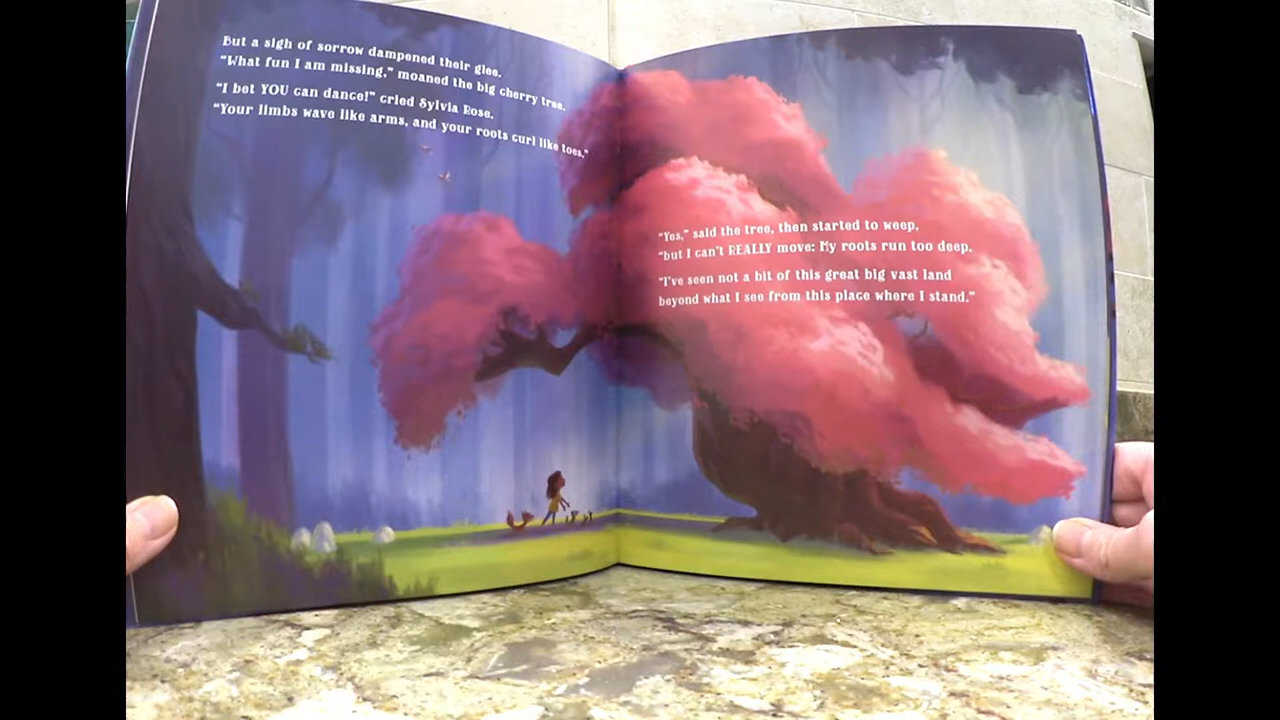 But a sigh of sorrow dampened their glee.
"What fun I am missing," moaned the big cherry tree.
"I bet YOU can dance!" cried Sylvia Rose.
"Your limbs wave like arms, and your roots curl like toes."
"Yes," said the tree, then started to weep,
"but I can't REALLY move: My roots run too deep.
"I've seen not a bit of this great big vast land
beyond what I see from this place where I stand."